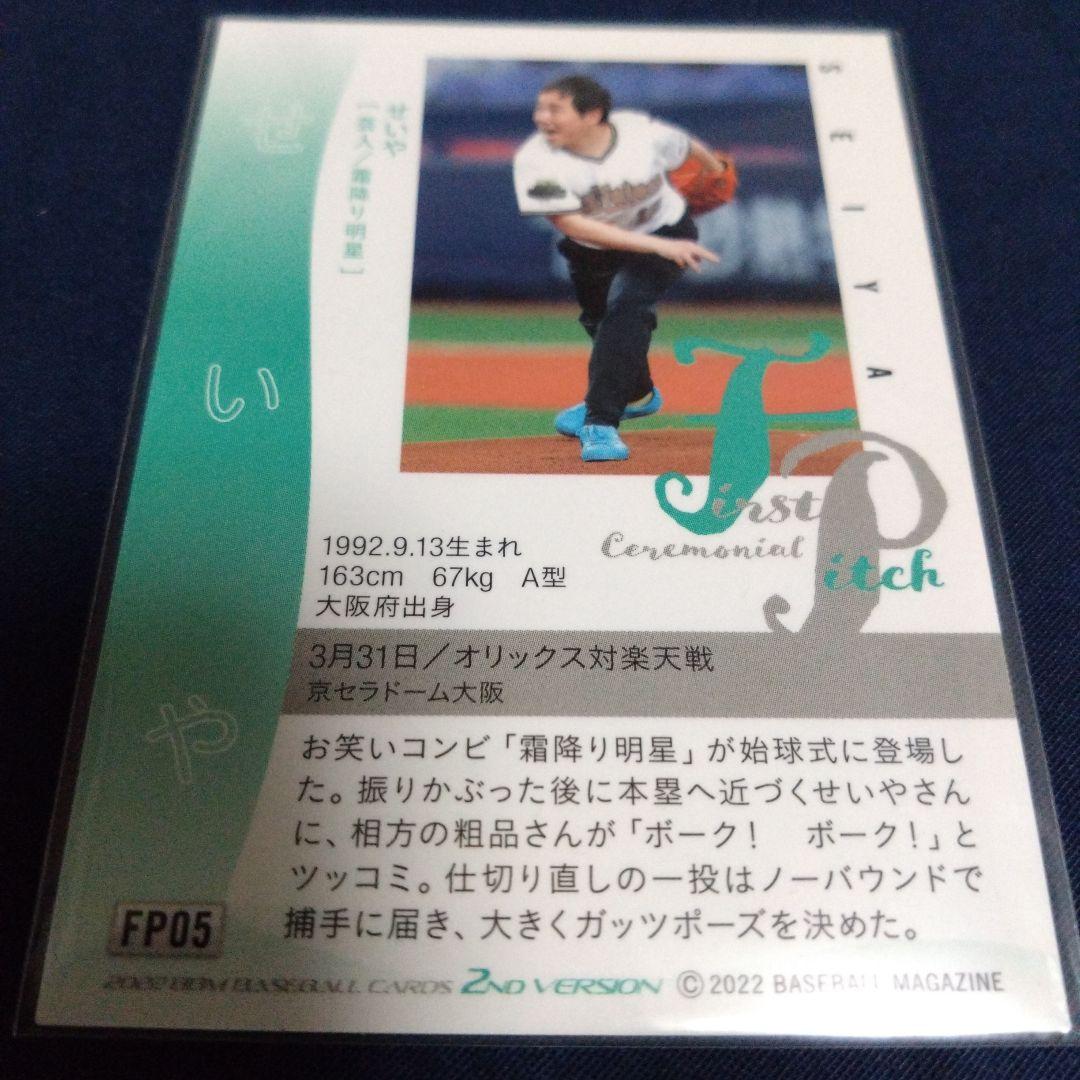 せいや
せいや
[芸人/霜降り明星]
SEIYA
First
Ceremonial
Pitch
1992.9.13生まれ
163cm 67kg A型
大阪府出身
3月31日/オリックス対楽天戦
京セラドーム大阪
お笑いコンビ「霜降り明星」が始球式に登場し
た。振りかぶった後に本塁へ近づくせいやさん
に、相方の粗品さんが「ボーク! ボーク!」と
ツッコミ。仕切り直しの一投はノーバウンドで
捕手に届き、大きくガッツポーズを決めた。
FP05
2022 BBM BASEBALL CARDS 2ND VERSION © 2022 BASEBALL MAGAZINE